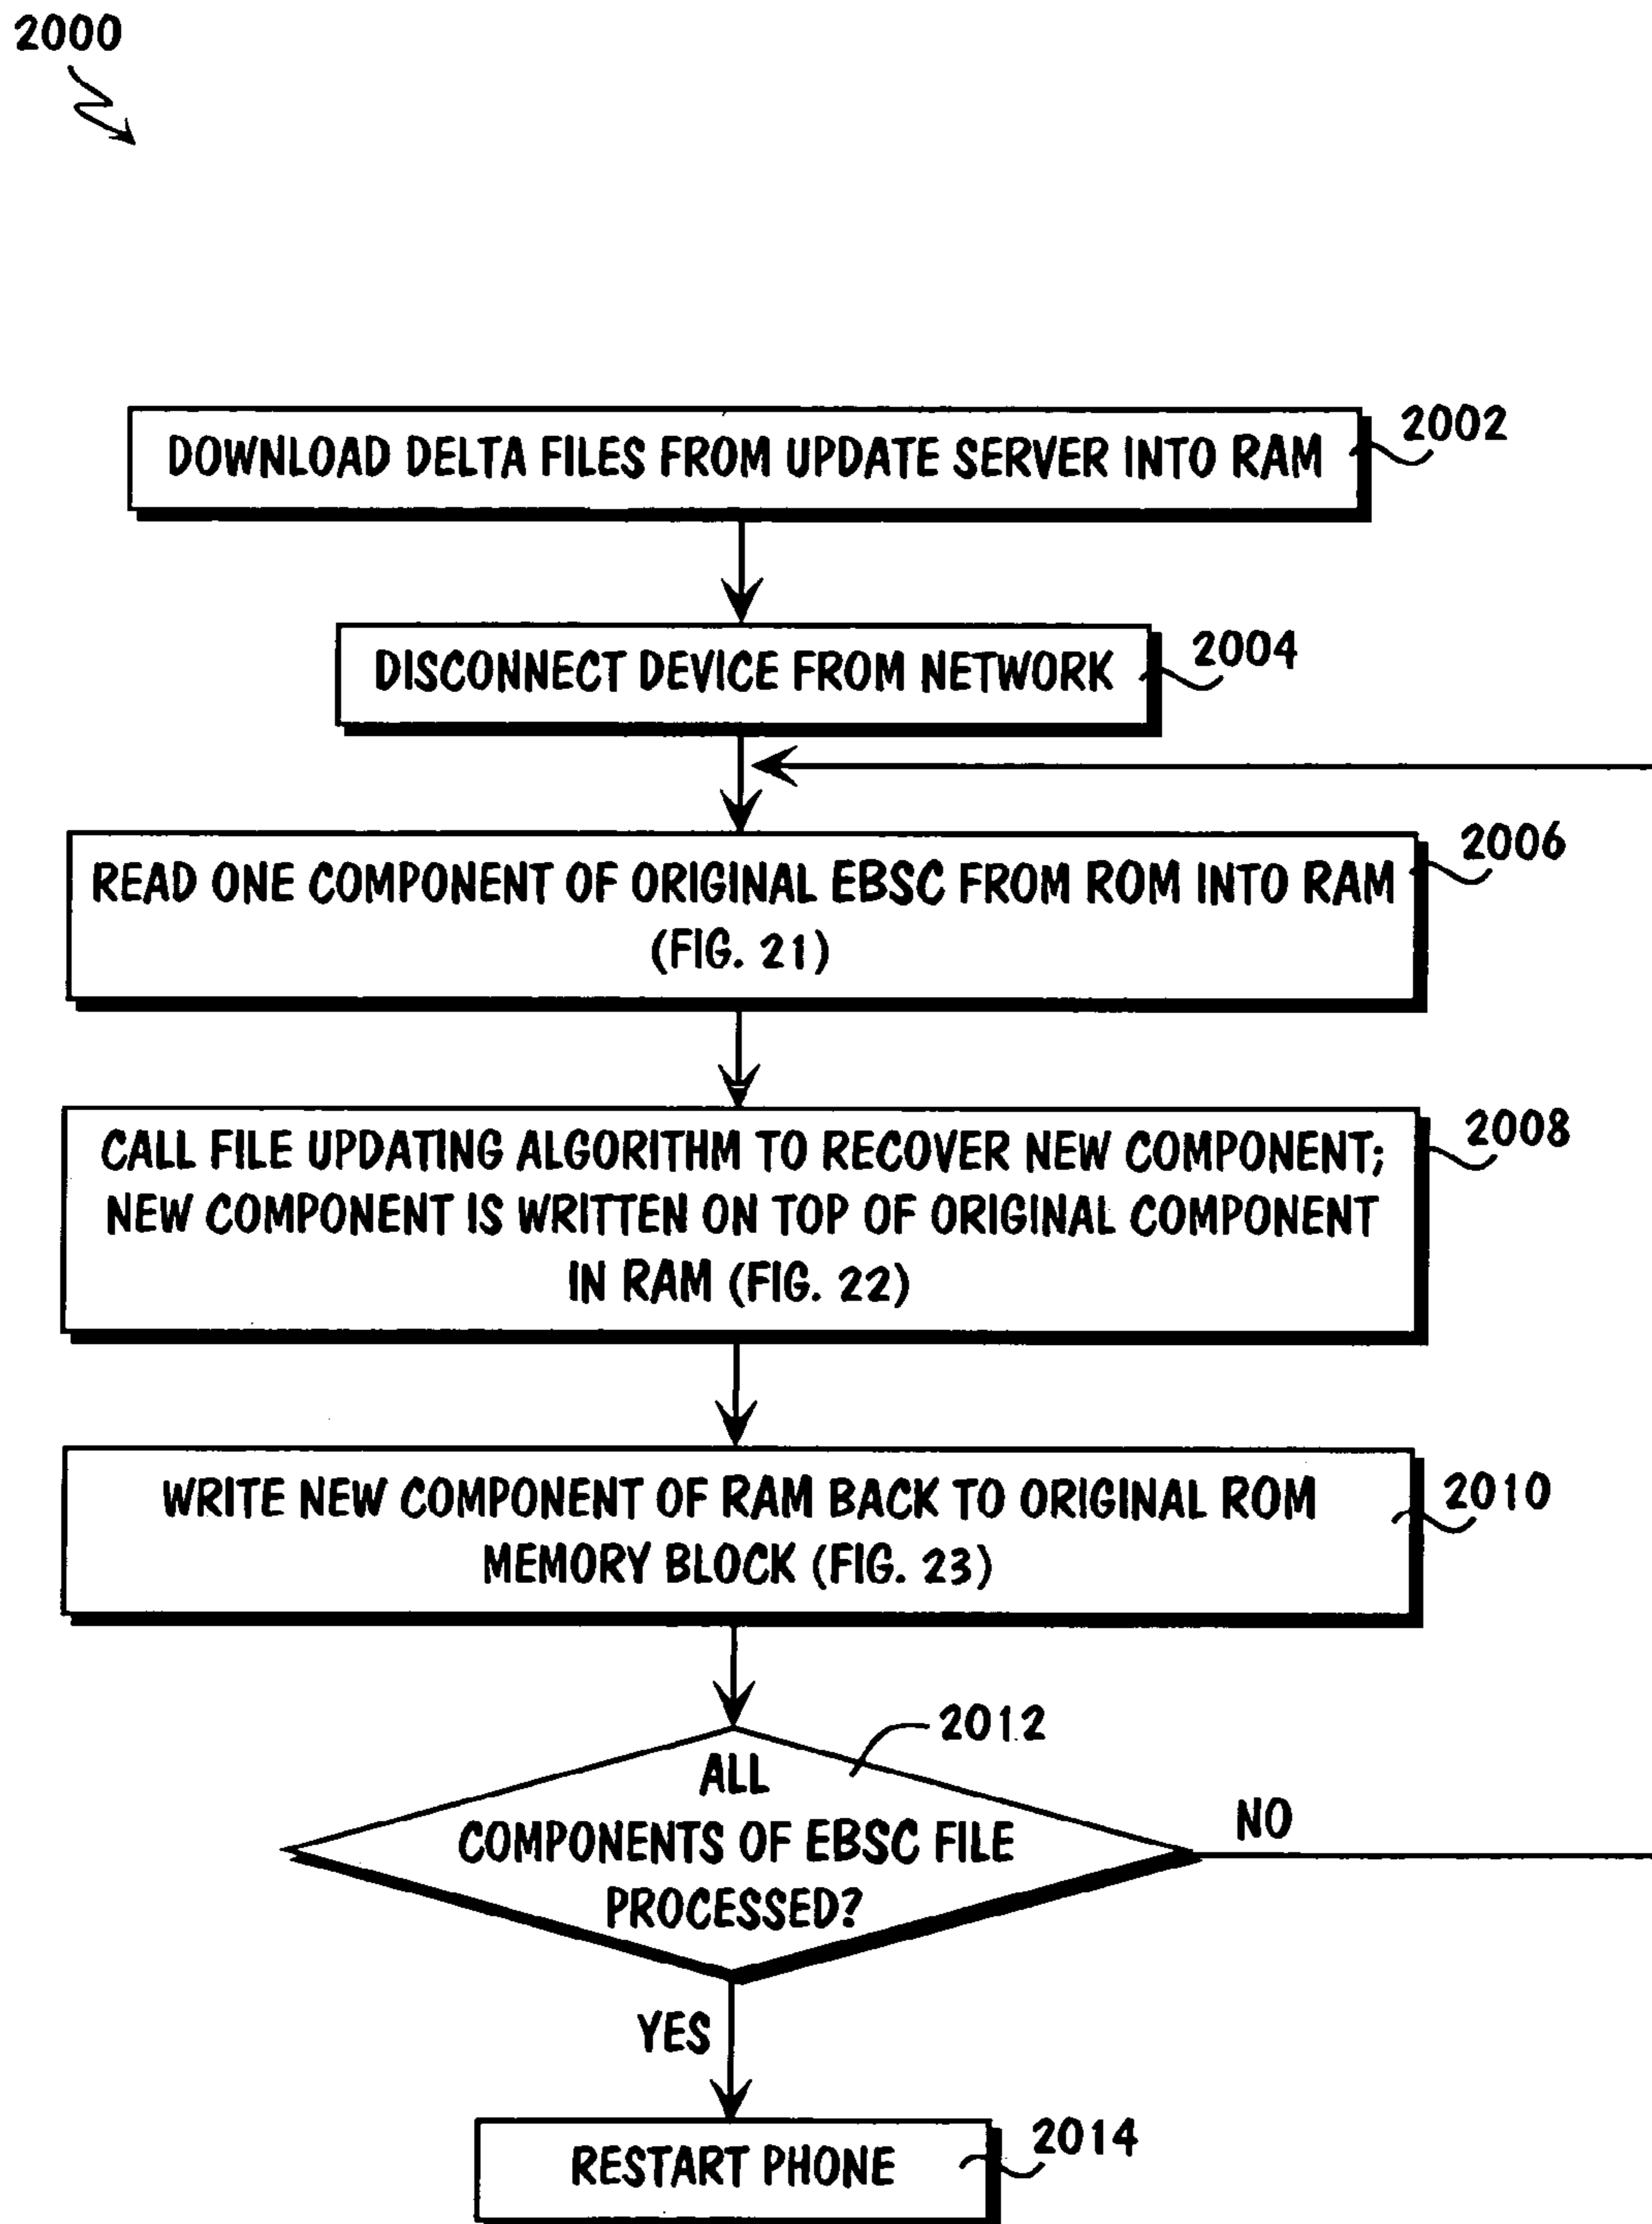 2000
DOWNLOAD DELTA FILES FROM UPDATE SERVER INTO RAM
2002
DISCONNECT DEVICE FROM NETWORK
2004
READ ONE COMPONENT OF ORIGINAL EBSC FROM ROM INTO RAM
(FIG. 21)
2006
CALL FILE UPDATING ALGORITHM TO RECOVER NEW COMPONENT;
NEW COMPONENT IS WRITTEN ON TOP OF ORIGINAL COMPONENT
IN RAM (FIG. 22)
2008
WRITE NEW COMPONENT OF RAM BACK TO ORIGINAL ROM
MEMORY BLOCK (FIG. 23)
2010
2012
ALL
COMPONENTS OF EBSC FILE
PROCESSED?
NO
YES
RESTART PHONE
2014